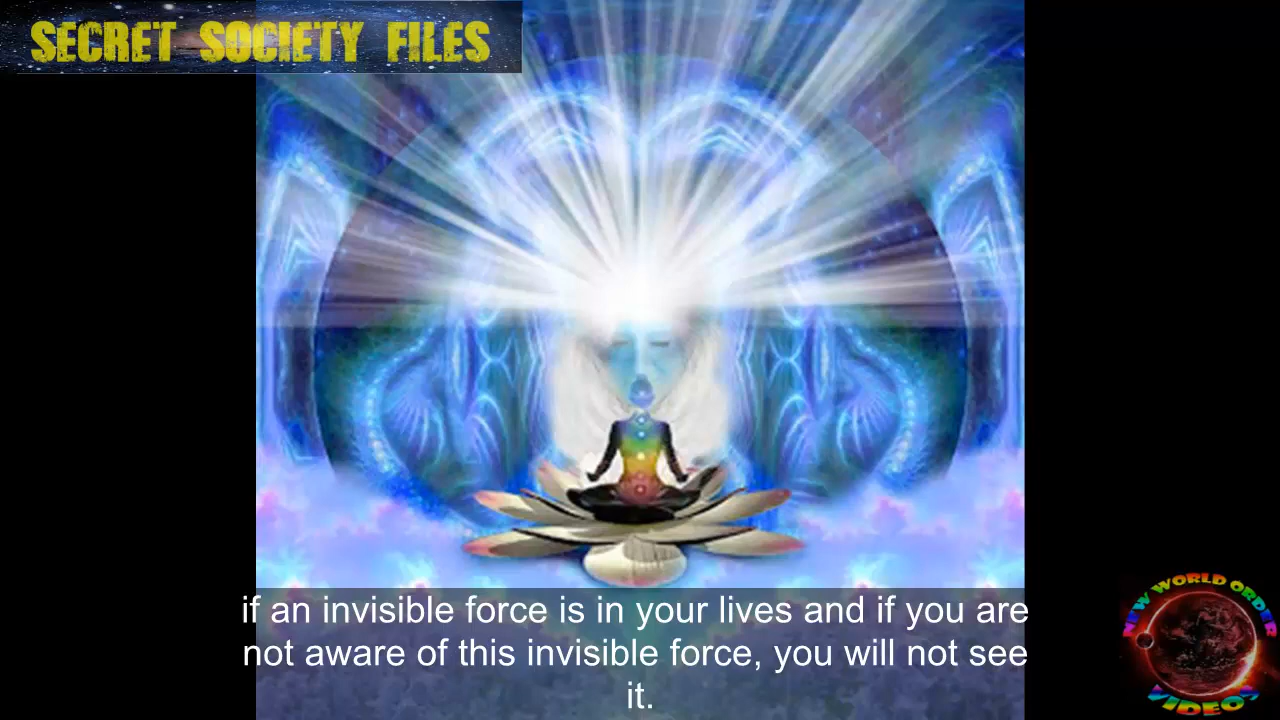 SECRET SOCIETY FILES
if an invisible force is in your lives and if you are
not aware of this invisible force, you will not see
it.
NEW WORLD ORDER
VIDEOS